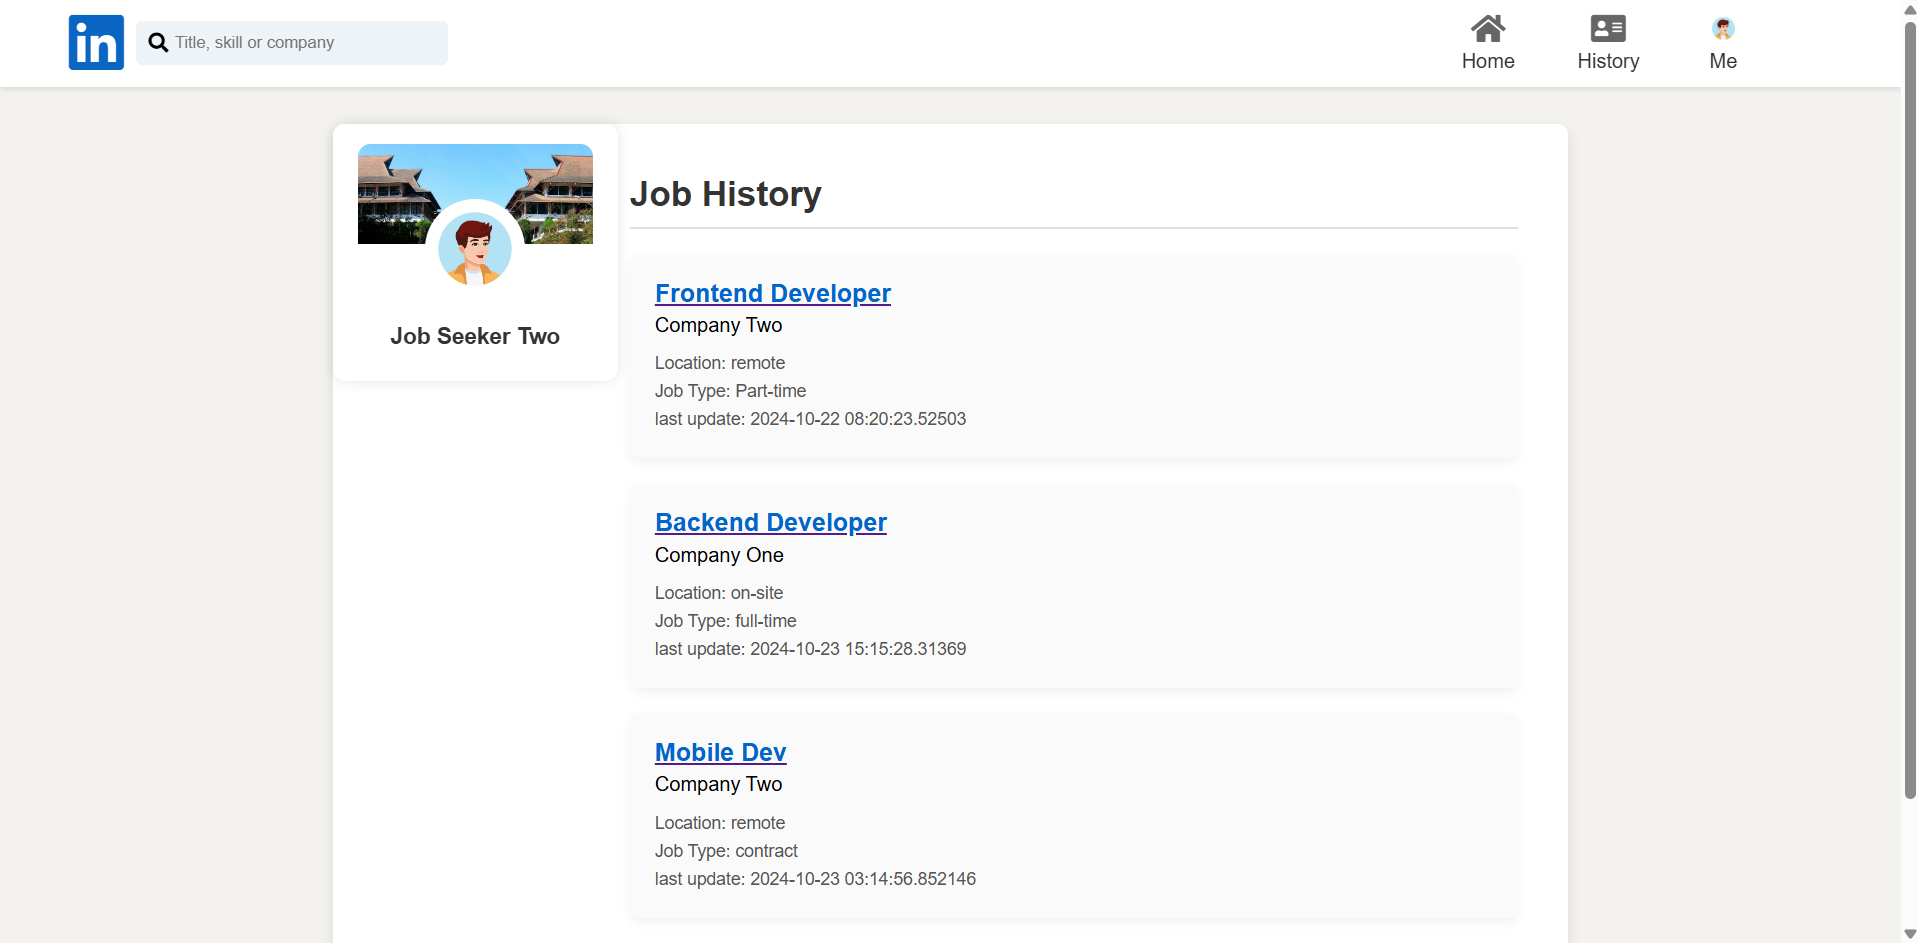 in
Title, skill or company
Home
History
Me
Job Seeker Two
Job History
Frontend Developer
Company Two
Location: remote
Job Type: Part-time
last update: 2024-10-22 08:20:23.52503
Backend Developer
Company One
Location: on-site
Job Type: full-time
last update: 2024-10-23 15:15:28.31369
Mobile Dev
Company Two
Location: remote
Job Type: contract
last update: 2024-10-23 03:14:56.852146